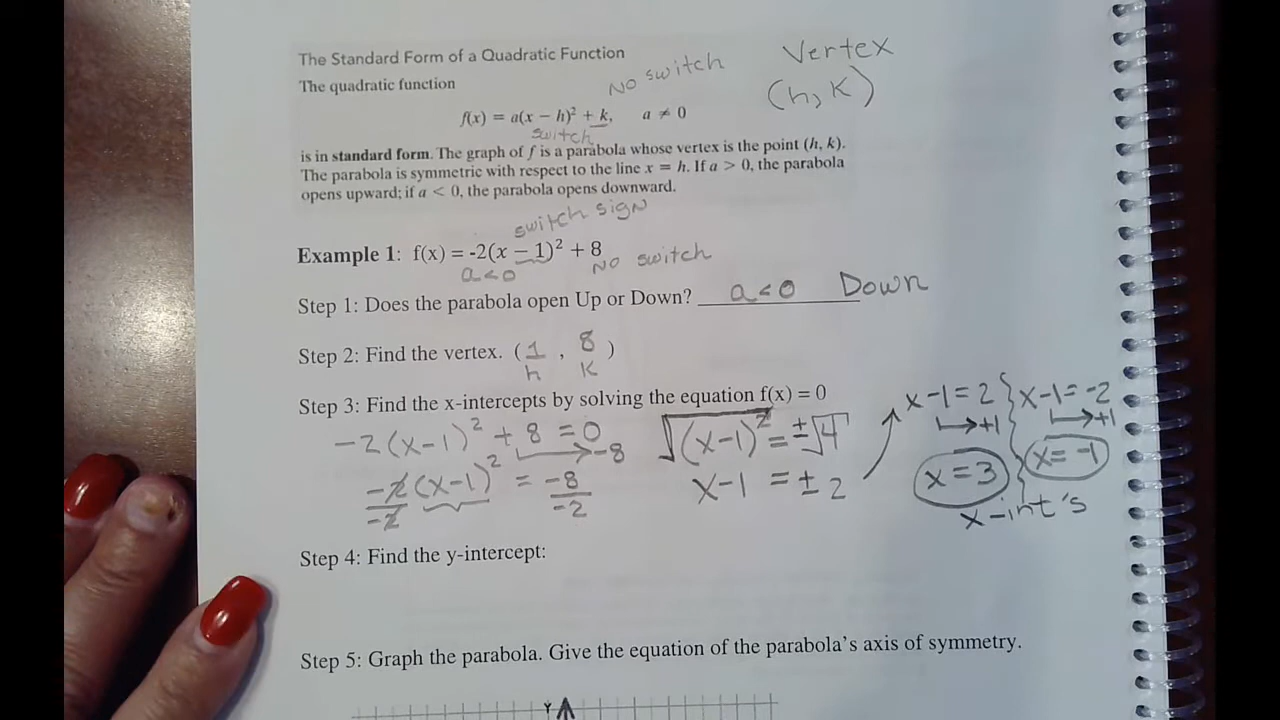 The Standard Form of a Quadratic Function
Vertex
No switch
The quadratic function
(h, K)
f(x) = a(x − h)² + k, a ≠ 0
switch
is in standard form. The graph of f is a parabola whose vertex is the point (h, k).
The parabola is symmetric with respect to the line x = h. If a > 0, the parabola
opens upward; if a < 0, the parabola opens downward.
switch sign
Example 1: f(x) = -2(x − 1)² + 8
a<0 No switch
Step 1: Does the parabola open Up or Down? a<0 Down
Step 2: Find the vertex. (1, 8)
h K
Step 3: Find the x-intercepts by solving the equation f(x) = 0
-2(x-1)² + 8 = 0
-8
-2(x-1)² = -8
-2 -2
√(x-1)² = ±√4
x-1 = ±2
x-1=2 x-1=-2
+1 +1
x=3 x=-1
x-int's
Step 4: Find the y-intercept:
Step 5: Graph the parabola. Give the equation of the parabola's axis of symmetry.
Y